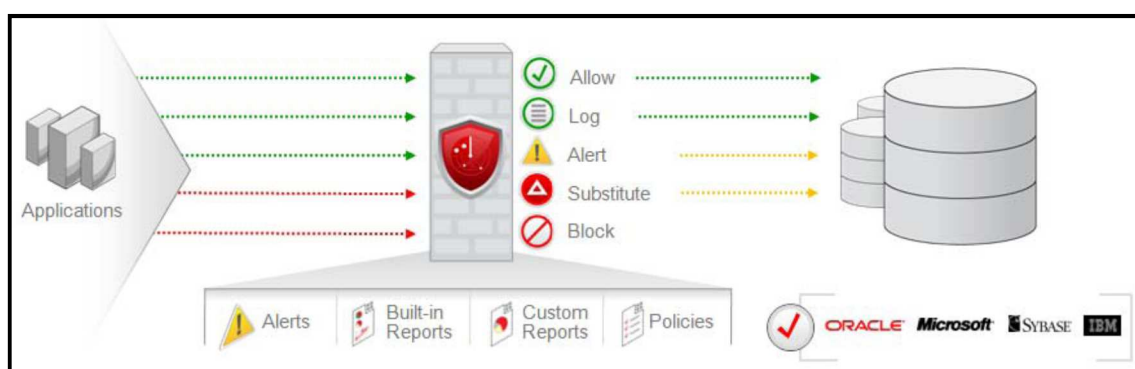 Allow
Log
Alert
Substitute
Block
Applications
Alerts
Built-in
Reports
Custom
Reports
Policies
ORACLE
Microsoft
SYBASE
IBM